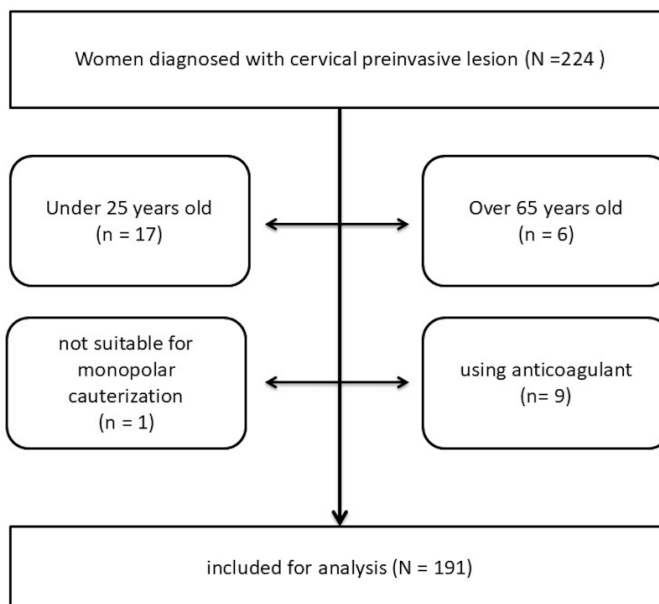 Women diagnosed with cervical preinvasive lesion (N =224 )
Under 25 years old
(n = 17)
Over 65 years old
(n = 6)
not suitable for
monopolar
cauterization
(n = 1)
using anticoagulant
(n= 9)
included for analysis (N = 191)